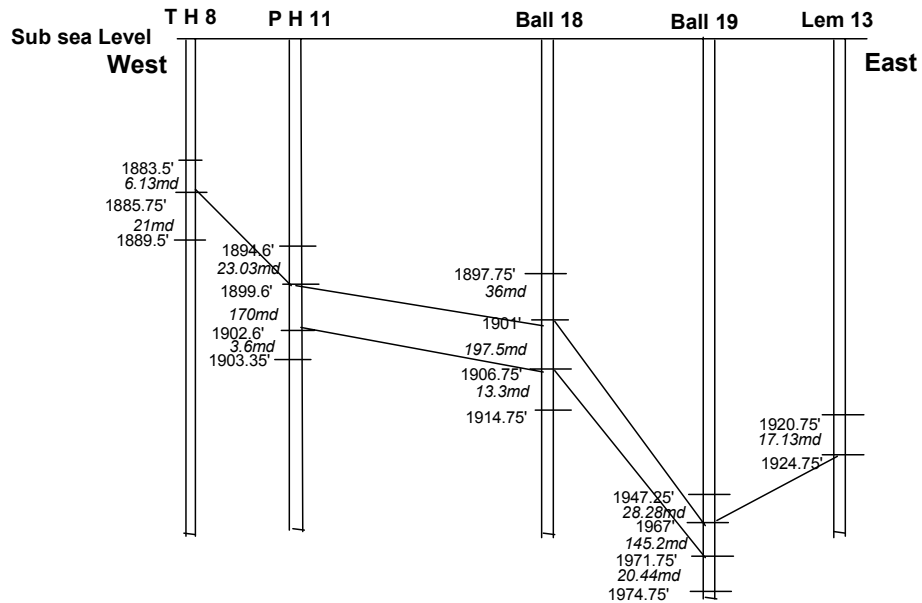 T H 8
P H 11
Ball 18
Ball 19
Lem 13
Sub sea Level
West
East
1883.5'
6.13md
1885.75'
21md
1889.5'
1894.6'
23.03md
1899.6'
170md
1902.6'
3.6md
1903.35'
1897.75'
36md
1901'
197.5md
1906.75'
13.3md
1914.75'
1947.25'
28.28md
1967'
145.2md
1971.75'
20.44md
1974.75'
1920.75'
17.13md
1924.75'